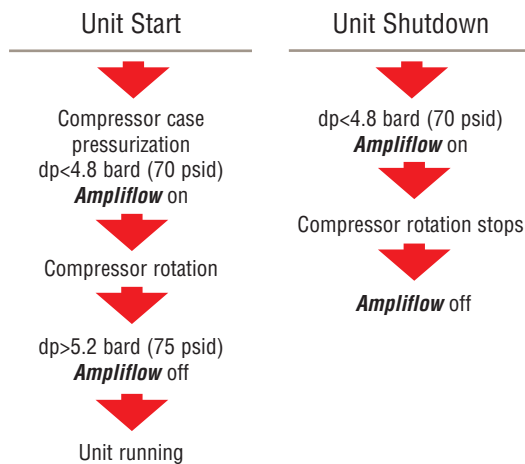 Unit Start
Compressor case
pressurization
dp<4.8 bard (70 psid)
Ampliflow on
Compressor rotation
dp>5.2 bard (75 psid)
Ampliflow off
Unit running
Unit Shutdown
dp<4.8 bard (70 psid)
Ampliflow on
Compressor rotation stops
Ampliflow off